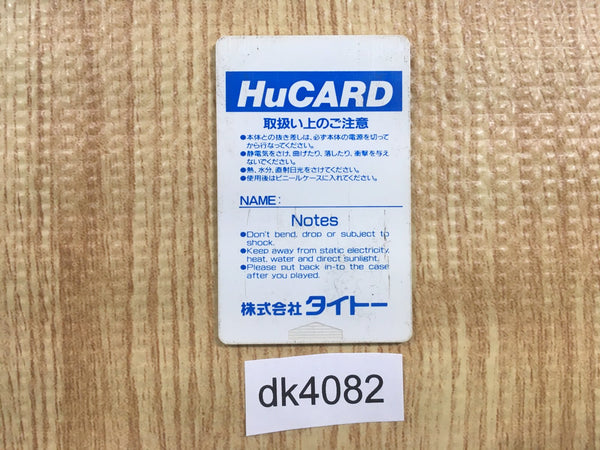 HuCARD
取扱い上のご注意
●本体との抜き差しは、必ず本体の電源を切って
から行なってください。
●静電気をさけ、曲げたり、落したり、衝撃を与え
ないでください。
●熱、水分、直射日光をさけてください。
●使用後はビニールケースに入れてください。
NAME:
Notes
●Don't bend, drop or subject to
shock.
●Keep away from static electricity,
heat, water and direct sunlight.
●Please put back in-to the case
after you played.
株式会社 タイトー
dk4082